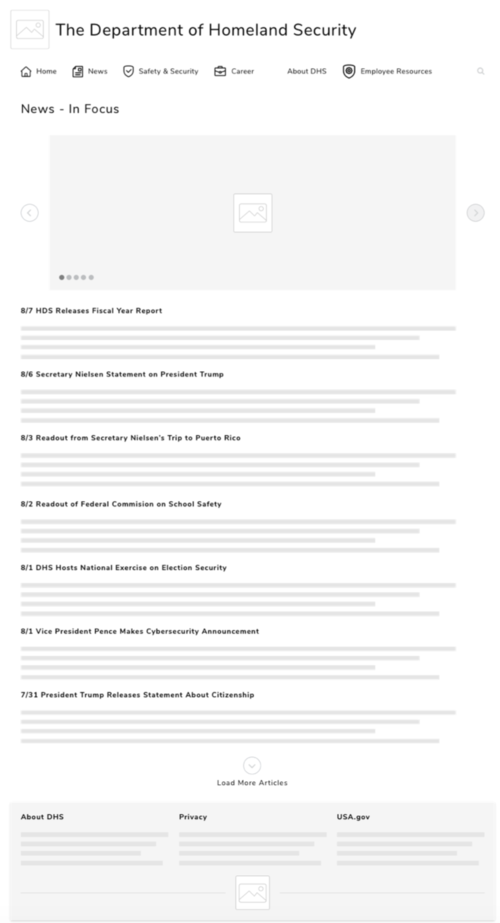 The Department of Homeland Security
Home News Safety & Security Career About DHS Employee Resources
News - In Focus
8/7 HDS Releases Fiscal Year Report
8/6 Secretary Nielsen Statement on President Trump
8/3 Readout from Secretary Nielsen's Trip to Puerto Rico
8/2 Readout of Federal Commision on School Safety
8/1 DHS Hosts National Exercise on Election Security
8/1 Vice President Pence Makes Cybersecurity Announcement
7/31 President Trump Releases Statement About Citizenship
Load More Articles
About DHS Privacy USA.gov